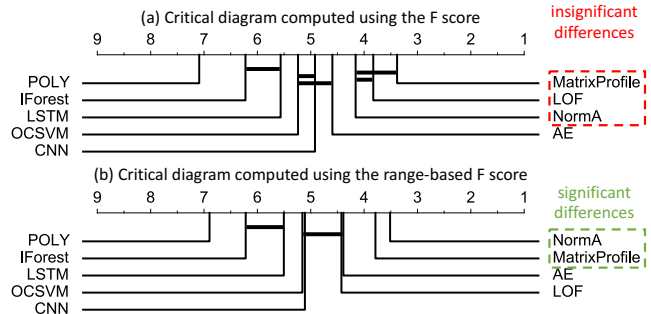 (a) Critical diagram computed using the F score
insignificant
differences
9 8 7 6 5 4 3 2 1
POLY MatrixProfile
IForest LOF
LSTM NormA
OCSVM AE
CNN
(b) Critical diagram computed using the range-based F score
9 8 7 6 5 4 3 2 1
significant
differences
POLY NormA
IForest MatrixProfile
LSTM AE
OCSVM LOF
CNN